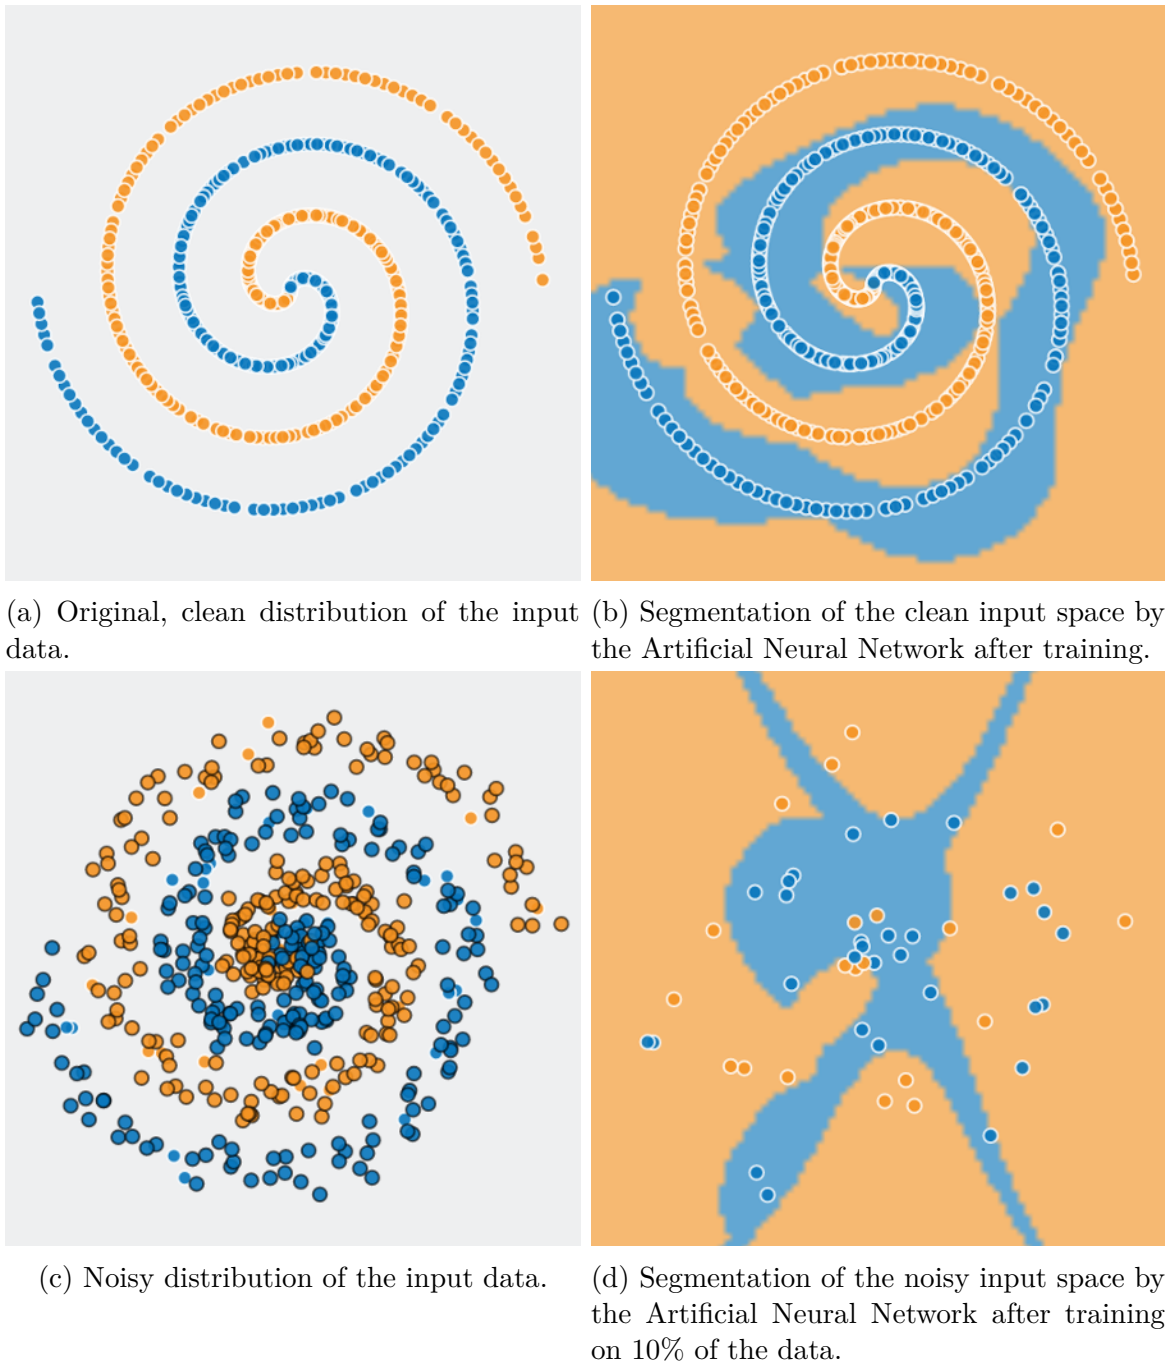 (a) Original, clean distribution of the input
data.
(b) Segmentation of the clean input space by
the Artificial Neural Network after training.
(c) Noisy distribution of the input data.
(d) Segmentation of the noisy input space by
the Artificial Neural Network after training
on 10% of the data.